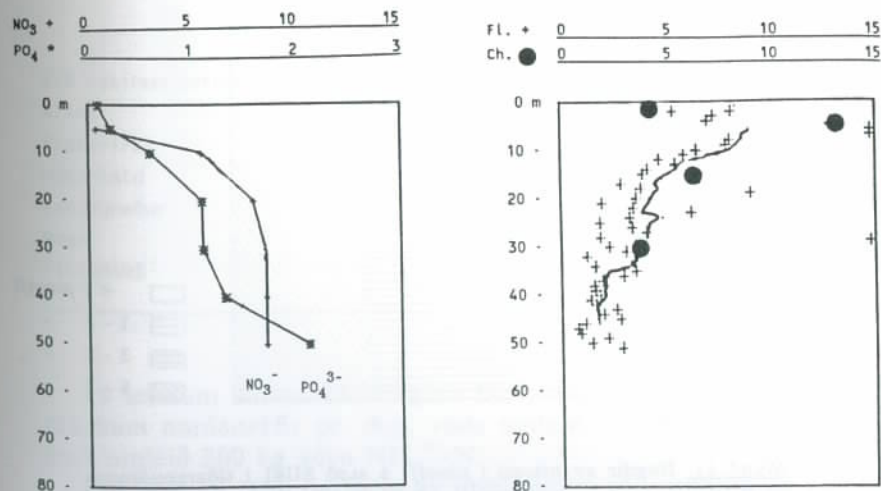 NO₃ + 0 5 10 15
PO₄ * 0 1 2 3
0 m
10 -
20 -
30 -
40 -
50 -
60 -
70 -
80 -
NO₃⁻ PO₄³⁻
Fl. + 0 5 10 15
Ch. ● 0 5 10 15
0 m
10 -
20 -
30 -
40 -
50 -
60 -
70 -
80 -